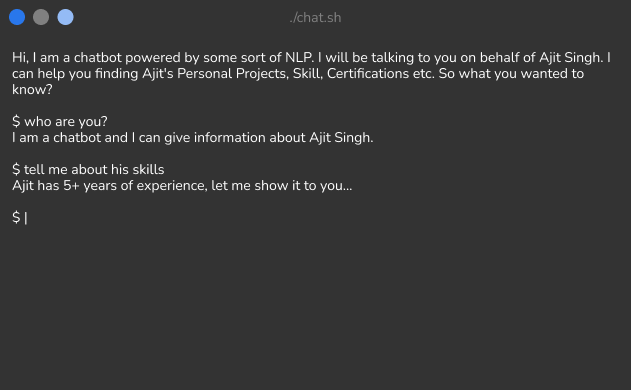 ./chat.sh
Hi, I am a chatbot powered by some sort of NLP. I will be talking to you on behalf of Ajit Singh. I
can help you finding Ajit's Personal Projects, Skill, Certifications etc. So what you wanted to
know?
$ who are you?
I am a chatbot and I can give information about Ajit Singh.
$ tell me about his skills
Ajit has 5+ years of experience, let me show it to you...
$ |